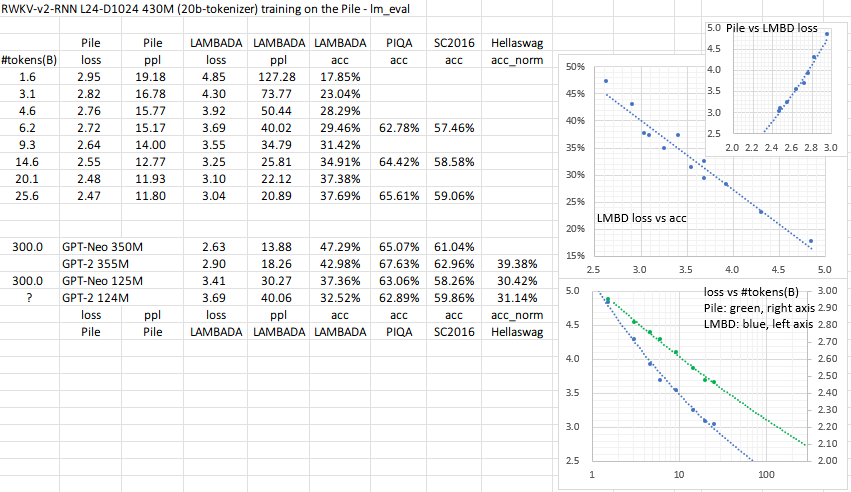 RWKV-v2-RNN L24-D1024 430M (20b-tokenizer) training on the Pile - lm_eval
Pile Pile LAMBADA LAMBADA LAMBADA PIQA SC2016 Hellaswag
#tokens(B) loss ppl loss ppl acc acc acc acc_norm
1.6 2.95 19.18 4.85 127.28 17.85%
3.1 2.82 16.78 4.30 73.77 23.04%
4.6 2.76 15.77 3.92 50.44 28.29%
6.2 2.72 15.17 3.69 40.02 29.46% 62.78% 57.46%
9.3 2.64 14.00 3.55 34.79 31.42%
14.6 2.55 12.77 3.25 25.81 34.91% 64.42% 58.58%
20.1 2.48 11.93 3.10 22.12 37.38%
25.6 2.47 11.80 3.04 20.89 37.69% 65.61% 59.06%
300.0 GPT-Neo 350M 2.63 13.88 47.29% 65.07% 61.04%
GPT-2 355M 2.90 18.26 42.98% 67.63% 62.96% 39.38%
300.0 GPT-Neo 125M 3.41 30.27 37.36% 63.06% 58.26% 30.42%
? GPT-2 124M 3.69 40.06 32.52% 62.89% 59.86% 31.14%
loss ppl loss ppl acc acc acc acc_norm
Pile Pile LAMBADA LAMBADA LAMBADA PIQA SC2016 Hellaswag
Pile vs LMBD loss
5.0
4.5
4.0
3.5
3.0
2.5
2.0 2.2 2.4 2.6 2.8 3.0
50%
45%
40%
35%
30%
25%
20%
15%
LMBD loss vs acc
2.5 3.0 3.5 4.0 4.5 5.0
loss vs #tokens(B)
Pile: green, right axis
LMBD: blue, left axis
5.0
4.5
4.0
3.5
3.0
2.5
3.00
2.90
2.80
2.70
2.60
2.50
2.40
2.30
2.20
2.10
2.00
1 10 100